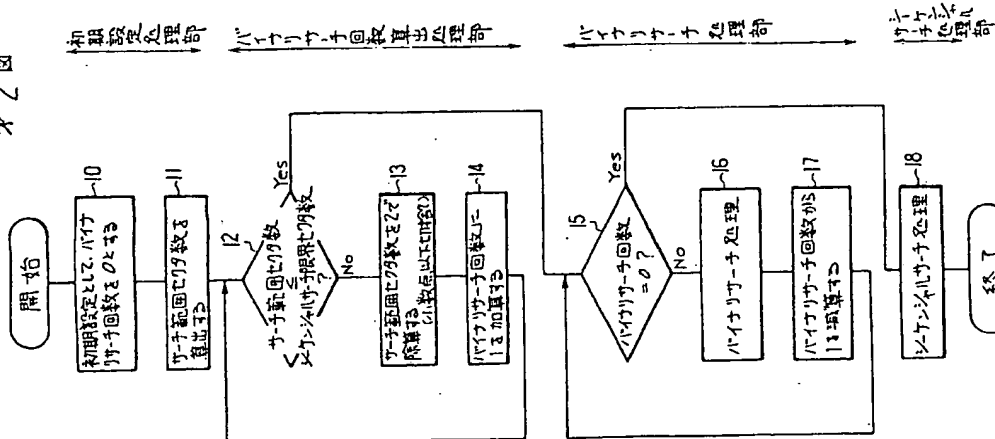 才2図
開始
初期設定として、バイナ
リサーチ回数を0とする
10
サーチ範囲セクタ数を
算出する
11
12
サーチ範囲セクタ数
≦
シーケンシャルサーチ限界セクタ数
?
Yes
No
サーチ範囲セクタ数を2で
除算する
(小数点以下切捨て)
13
バイナリサーチ回数に
1を加算する
14
15
バイナリサーチ回数
=0?
Yes
No
バイナリサーチ処理
16
バイナリサーチ回数から
1を減算する
17
シーケンシャルサーチ処理
18
終了
初期設定処理部
バイナリサーチ回数算出処理部
バイナリサーチ処理部
シーケンシャル
サーチ処理部